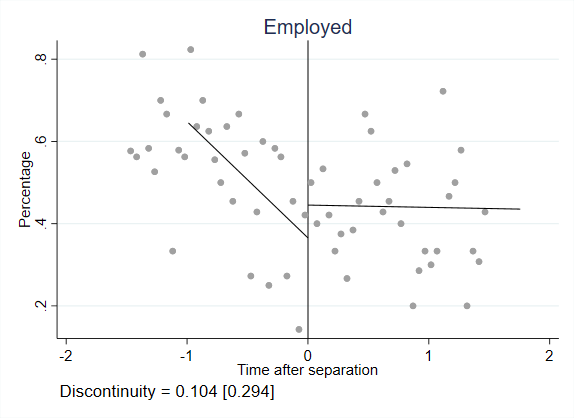 Employed
Percentage
.8
.6
.4
.2
-2 -1 0 1 2
Time after separation
Discontinuity = 0.104 [0.294]